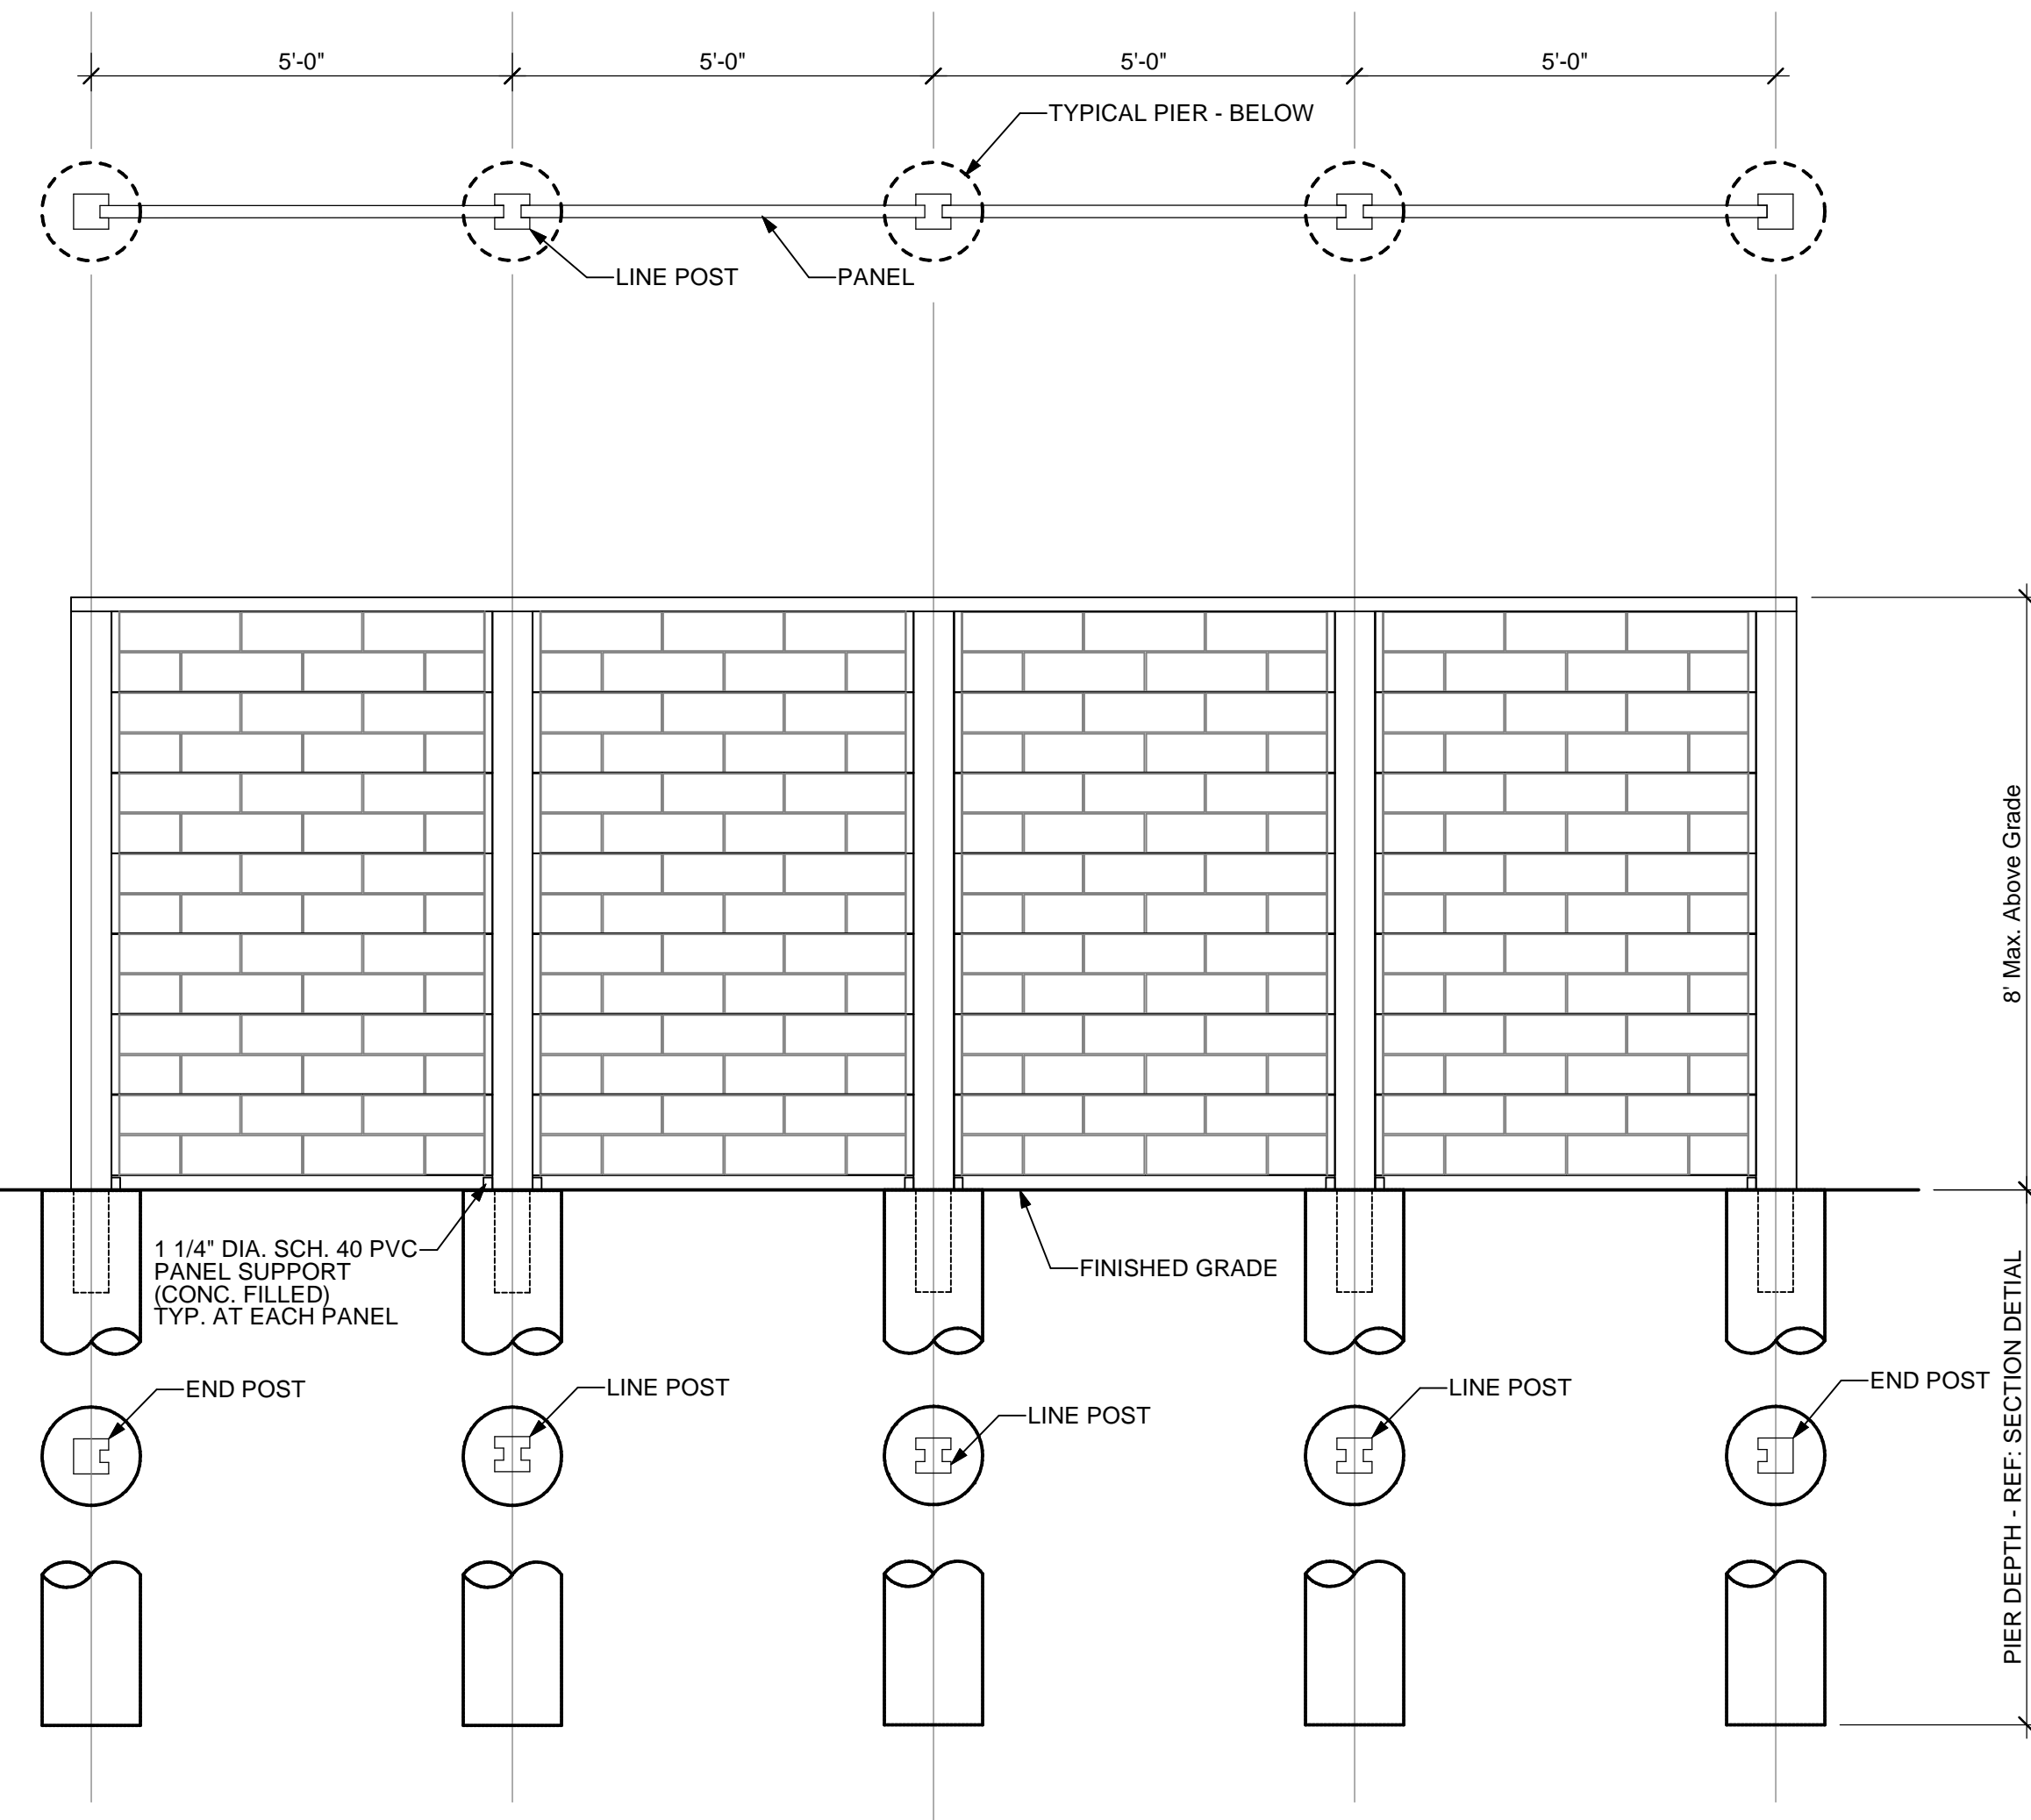 5'-0"
5'-0"
5'-0"
5'-0"
TYPICAL PIER - BELOW
LINE POST
PANEL
8' Max. Above Grade
1 1/4" DIA. SCH. 40 PVC
PANEL SUPPORT
(CONC. FILLED)
TYP. AT EACH PANEL
FINISHED GRADE
END POST
LINE POST
LINE POST
LINE POST
END POST
PIER DEPTH - REF: SECTION DETIAL